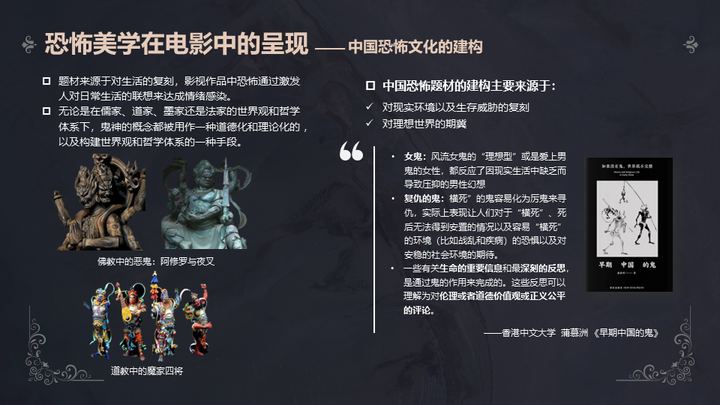 恐怖美学在电影中的呈现 —— 中国恐怖文化的建构
题材来源于对生活的复刻，影视作品中恐怖通过激发
人对日常生活的联想来达成情绪感染。
无论是在儒家、道家、墨家还是法家的世界观和哲学
体系下，鬼神的概念都被用作一种道德化和理论化的，
以及构建世界观和哲学体系的一种手段。
佛教中的恶鬼：阿修罗与夜叉
道教中的魔家四将
中国恐怖题材的建构主要来源于：
对现实环境以及生存威胁的复刻
对理想世界的期冀
“
女鬼：风流女鬼的“理想型”或是爱上男
鬼的女性，都反应了因现实生活中缺乏而
导致压抑的男性幻想
复仇的鬼：横死”的鬼容易化为厉鬼来寻
仇，实际上表现让人们对于“横死”、死
后无法得到安置的情况以及容易“横死”
的环境（比如战乱和疾病）的恐惧以及对
安稳的社会环境的期待。
一些有关生命的重要信息和最深刻的反思，
是通过鬼的作用来完成的。这些反思可以
理解为对伦理或者道德价值观或正义公平
的评论。
——香港中文大学 蒲慕洲《早期中国的鬼》
早期 中国 的鬼